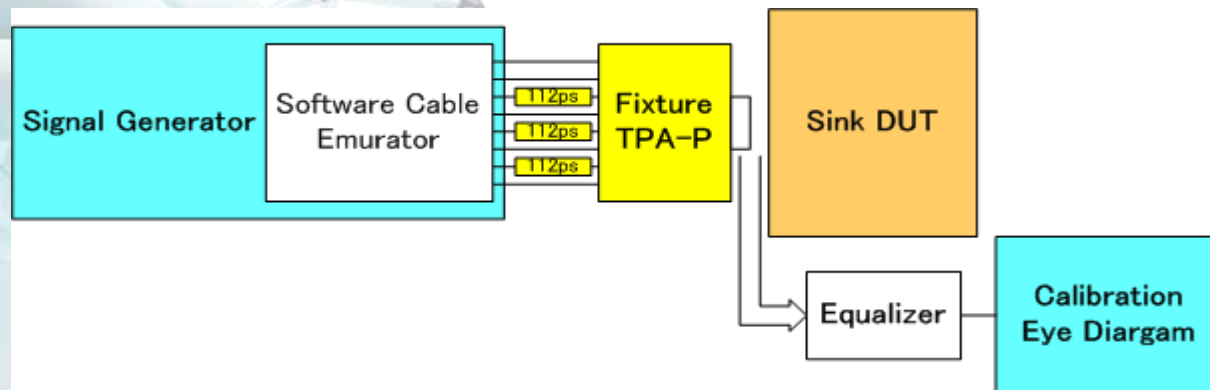 Signal Generator
Software Cable
Emurator
112ps
112ps
112ps
Fixture
TPA-P
Sink DUT
Equalizer
Calibration
Eye Diargam